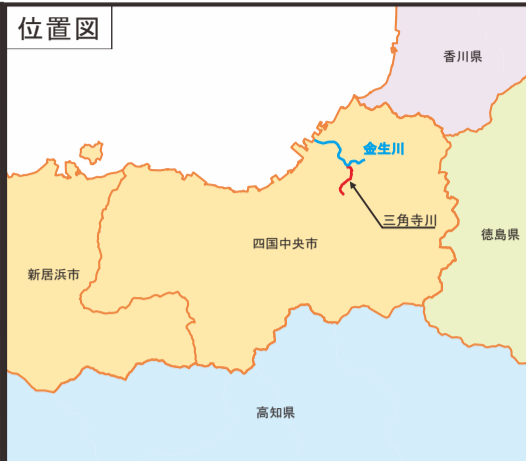 位置図
香川県
金生川
三角寺川
徳島県
四国中央市
新居浜市
高知県